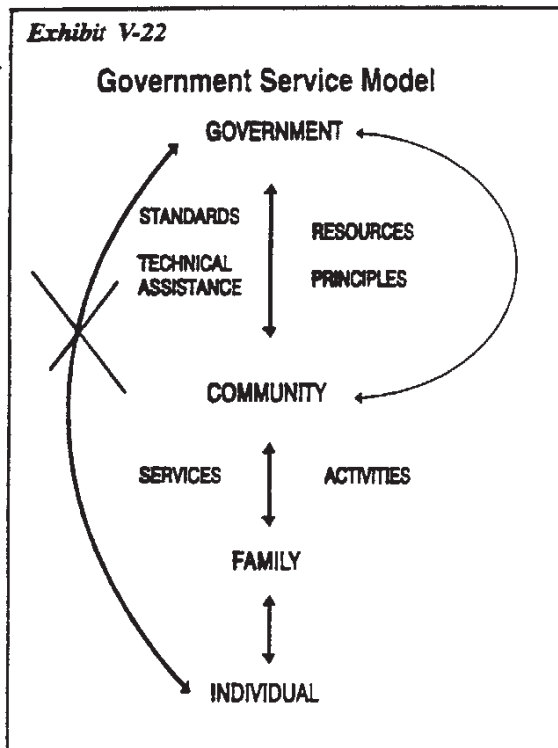 Exhibit V-22
Government Service Model
GOVERNMENT
STANDARDS
RESOURCES
TECHNICAL
ASSISTANCE
PRINCIPLES
COMMUNITY
SERVICES
ACTIVITIES
FAMILY
INDIVIDUAL